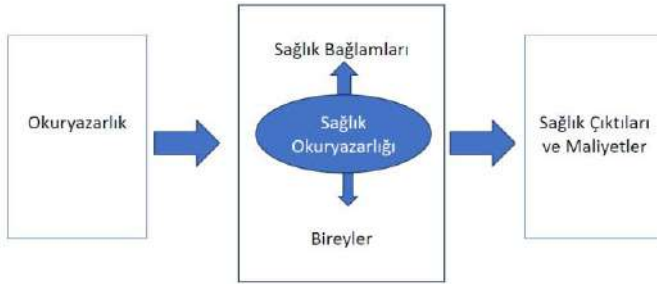 Okuryazarlık
Sağlık Bağlamları
Sağlık
Okuryazarlığı
Bireyler
Sağlık Çıktıları
ve Maliyetler